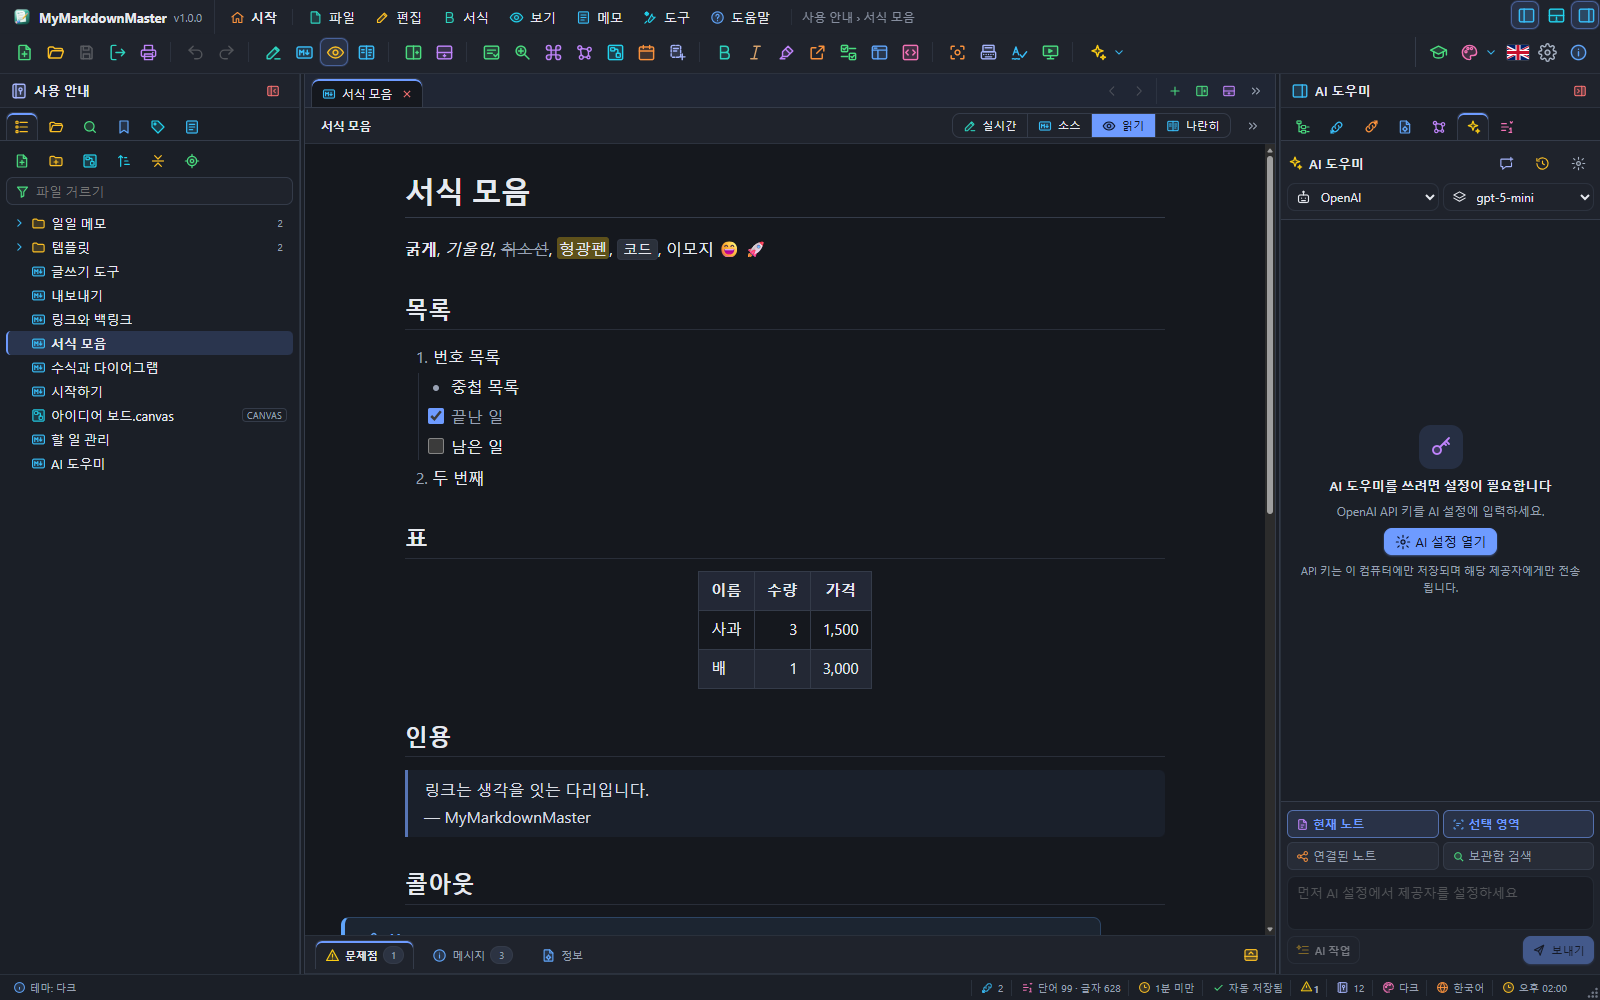 MyMarkdownMaster v1.0.0 시작 파일 편집 서식 보기 메모 도구 도움말 사용 안내 › 서식 모음
사용 안내
파일 거르기
일일 메모 2
템플릿 2
글쓰기 도구
내보내기
링크와 백링크
서식 모음
수식과 다이어그램
시작하기
아이디어 보드.canvas CANVAS
할 일 관리
AI 도우미
서식 모음
서식 모음 실시간 소스 읽기 나란히
서식 모음
굵게, 기울임, 취소선, 형광펜, 코드, 이모지 😄 🚀
목록
1. 번호 목록
중첩 목록
끝난 일
남은 일
2. 두 번째
표
이름 수량 가격
사과 3 1,500
배 1 3,000
인용
링크는 생각을 잇는 다리입니다.
— MyMarkdownMaster
콜아웃
문제점 1 메시지 3 정보
AI 도우미
AI 도우미
OpenAI gpt-5-mini
AI 도우미를 쓰려면 설정이 필요합니다
OpenAI API 키를 AI 설정에 입력하세요.
AI 설정 열기
API 키는 이 컴퓨터에만 저장되며 해당 제공자에게만 전송
됩니다.
현재 노트 선택 영역
연결된 노트 보관함 검색
먼저 AI 설정에서 제공자를 설정하세요
AI 작업 보내기
테마: 다크 2 단어 99 · 글자 628 1분 미만 자동 저장됨 1 12 다크 한국어 오후 02:00